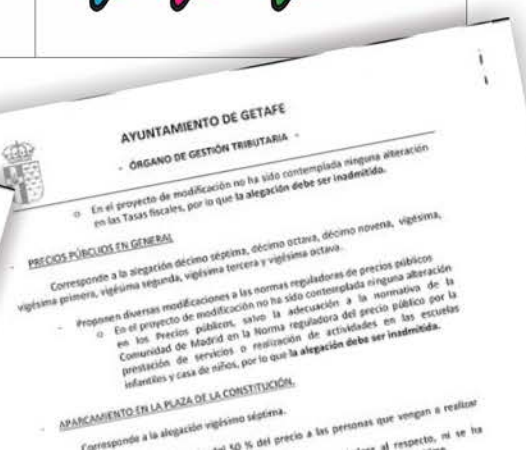 AYUNTAMIENTO DE GETAFE
- ÓRGANO DE GESTIÓN TRIBUTARIA -
o En el proyecto de modificación no ha sido contemplada ninguna alteración
en las Tasas fiscales, por lo que la alegación debe ser inadmitida.
- PRECIOS PÚBLICOS EN GENERAL
Corresponde a la alegación décimo séptima, décimo octava, décimo novena, vigésima,
vigésima primera, vigésima segunda, vigésima tercera y vigésima octava.
- Proponen diversas modificaciones a las normas reguladoras de precios públicos
o En el proyecto de modificación no ha sido contemplada ninguna alteración
en los Precios públicos, salvo la adecuación a la normativa de la
Comunidad de Madrid en la Norma reguladora del precio público por la
prestación de servicios o realización de actividades en las escuelas
infantiles y casa de niños, por lo que la alegación debe ser inadmitida.
- APARCAMIENTO EN LA PLAZA DE LA CONSTITUCIÓN.
Corresponde a la alegación vigésimo séptima.
del 50 % del precio a las personas que vengan a realizar
al respecto, ni se ha